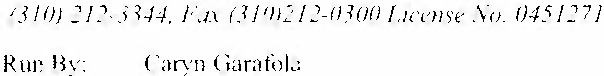 (310) 212-3344, Fax (310)212-0300 License No. 0451271
Run By: Caryn Garafola